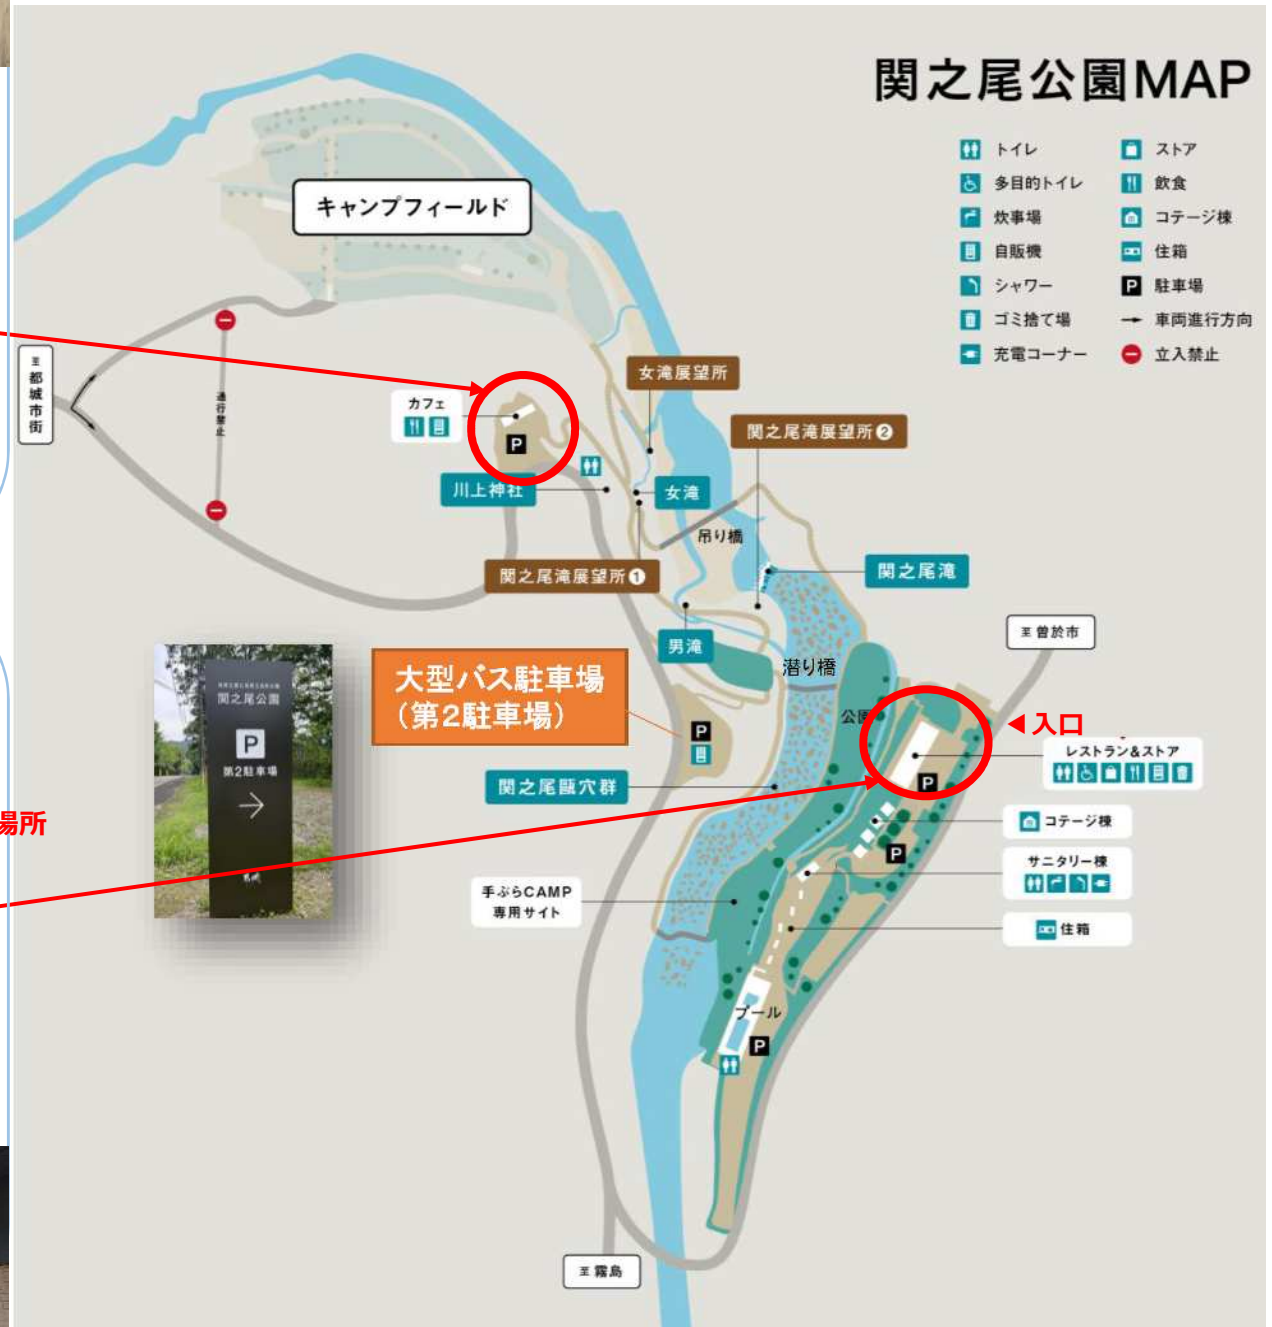 関之尾公園MAP
トイレ
多目的トイレ
炊事場
自販機
シャワー
ゴミ捨て場
充電コーナー
ストア
飲食
コテージ棟
住箱
P 駐車場
車両進行方向
立入禁止
キャンプフィールド
至都城市街
通行禁止
カフェ
P
川上神社
女滝展望所
女滝
関之尾滝展望所❷
吊り橋
関之尾滝展望所❶
関之尾滝
男滝
至曽於市
潜り橋
公園
◀入口
大型バス駐車場
(第2駐車場)
P
関之尾公園
P
第2駐車場
→
レストラン&ストア
P
関之尾甌穴群
コテージ棟
P
サニタリー棟
場所
手ぶらCAMP
専用サイト
住箱
プール
P
至霧島